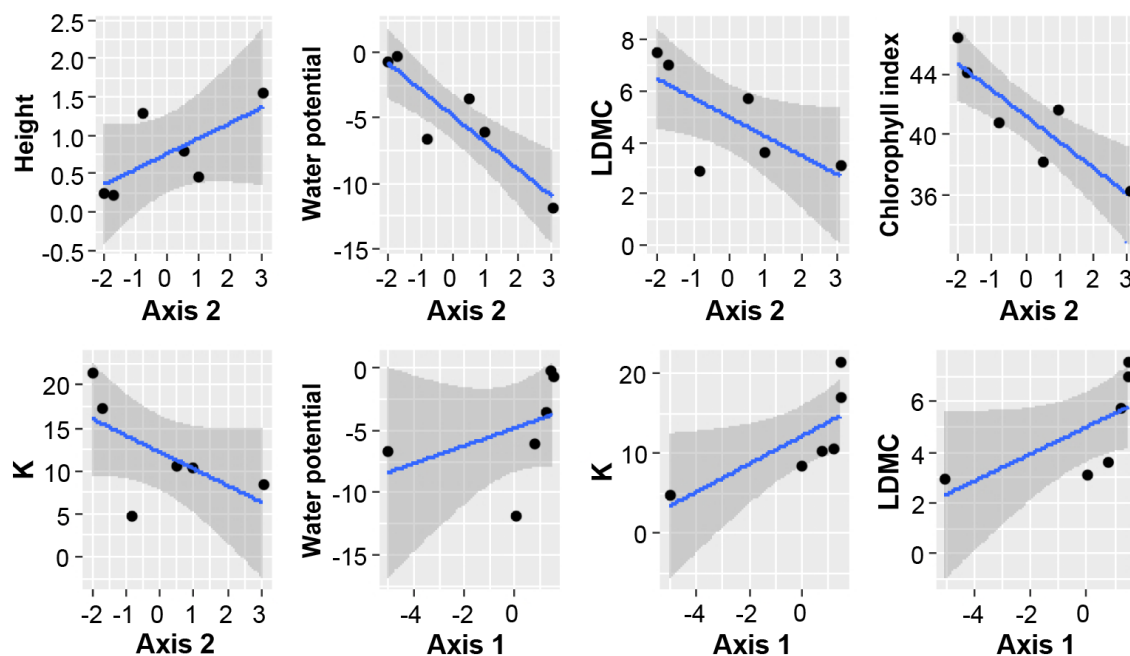 Height
2.5
2.0
1.5
1.0
0.5
0.0
-0.5
-2 -1 0 1 2 3
Axis 2
Water potential
0
-5
-10
-15
-2 -1 0 1 2 3
Axis 2
LDMC
8
6
4
2
0
-2 -1 0 1 2 3
Axis 2
Chlorophyll index
44
40
36
-2 -1 0 1 2 3
Axis 2
K
20
15
10
5
0
-2 -1 0 1 2 3
Axis 2
Water potential
0
-5
-10
-15
-4 -2 0
Axis 1
K
20
10
0
-4 -2 0
Axis 1
LDMC
6
4
2
0
-4 -2 0
Axis 1